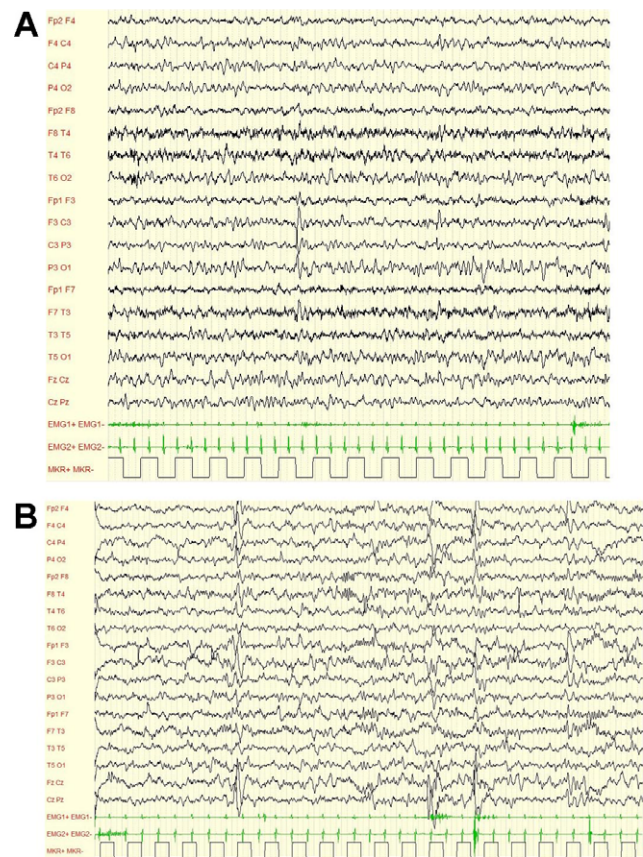 A
Fp2 F4
F4 C4
C4 P4
P4 O2
Fp2 F8
F8 T4
T4 T6
T6 O2
Fp1 F3
F3 C3
C3 P3
P3 O1
Fp1 F7
F7 T3
T3 T5
T5 O1
Fz Cz
Cz Pz
EMG1+ EMG1-
EMG2+ EMG2-
MKR+ MKR-
B
Fp2 F4
F4 C4
C4 P4
P4 O2
Fp2 F8
F8 T4
T4 T6
T6 O2
Fp1 F3
F3 C3
C3 P3
P3 O1
Fp1 F7
F7 T3
T3 T5
T5 O1
Fz Cz
Cz Pz
EMG1+ EMG1-
EMG2+ EMG2-
MKR+ MKR-